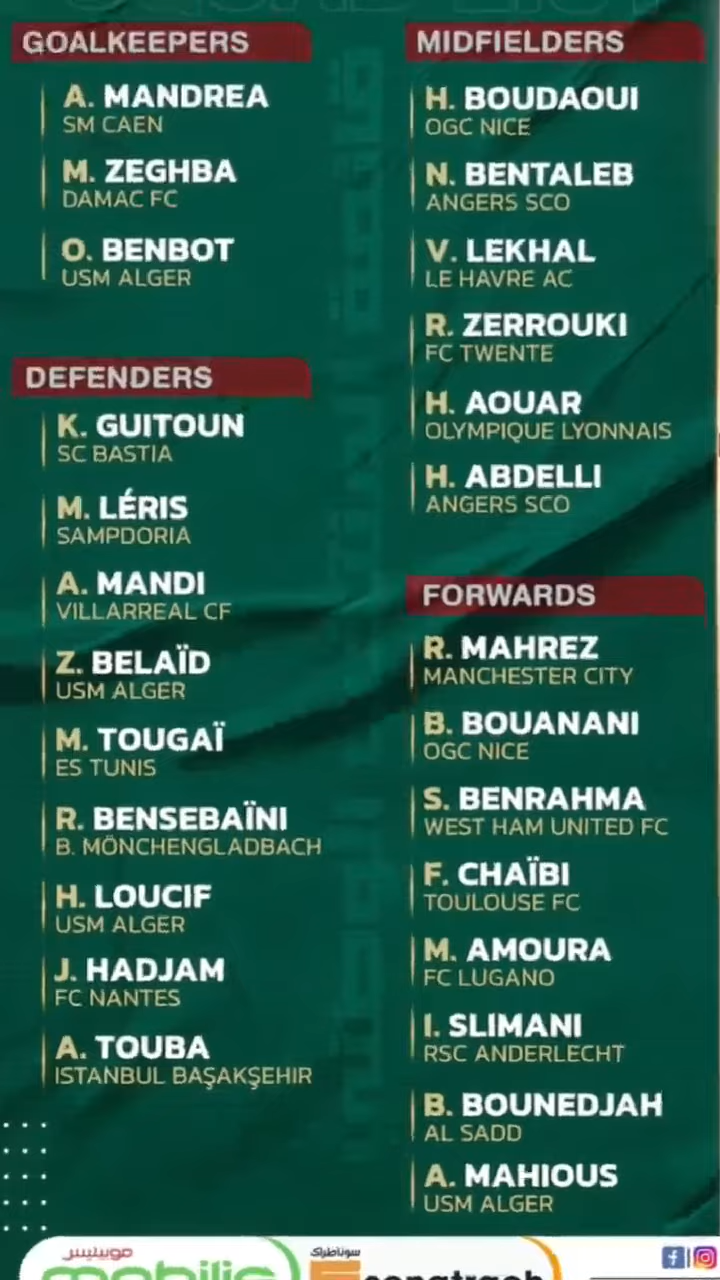 GOALKEEPERS
A. MANDREA
SM CAEN
M. ZEGHBA
DAMAC FC
O. BENBOT
USM ALGER
DEFENDERS
K. GUITOUN
SC BASTIA
M. LÉRIS
SAMPDORIA
A. MANDI
VILLARREAL CF
Z. BELAÏD
USM ALGER
M. TOUGAÏ
ES TUNIS
R. BENSEBAÏNI
B. MÖNCHENGLADBACH
H. LOUCIF
USM ALGER
J. HADJAM
FC NANTES
A. TOUBA
ISTANBUL BAŞAKŞEHIR
MIDFIELDERS
H. BOUDAOUI
OGC NICE
N. BENTALEB
ANGERS SCO
V. LEKHAL
LE HAVRE AC
R. ZERROUKI
FC TWENTE
H. AOUAR
OLYMPIQUE LYONNAIS
H. ABDELLI
ANGERS SCO
FORWARDS
R. MAHREZ
MANCHESTER CITY
B. BOUANANI
OGC NICE
S. BENRAHMA
WEST HAM UNITED FC
F. CHAÏBI
TOULOUSE FC
M. AMOURA
FC LUGANO
I. SLIMANI
RSC ANDERLECHT
B. BOUNEDJAH
AL SADD
A. MAHIOUS
USM ALGER
موبيليس
mobilis
سوناطراك
sonatrach